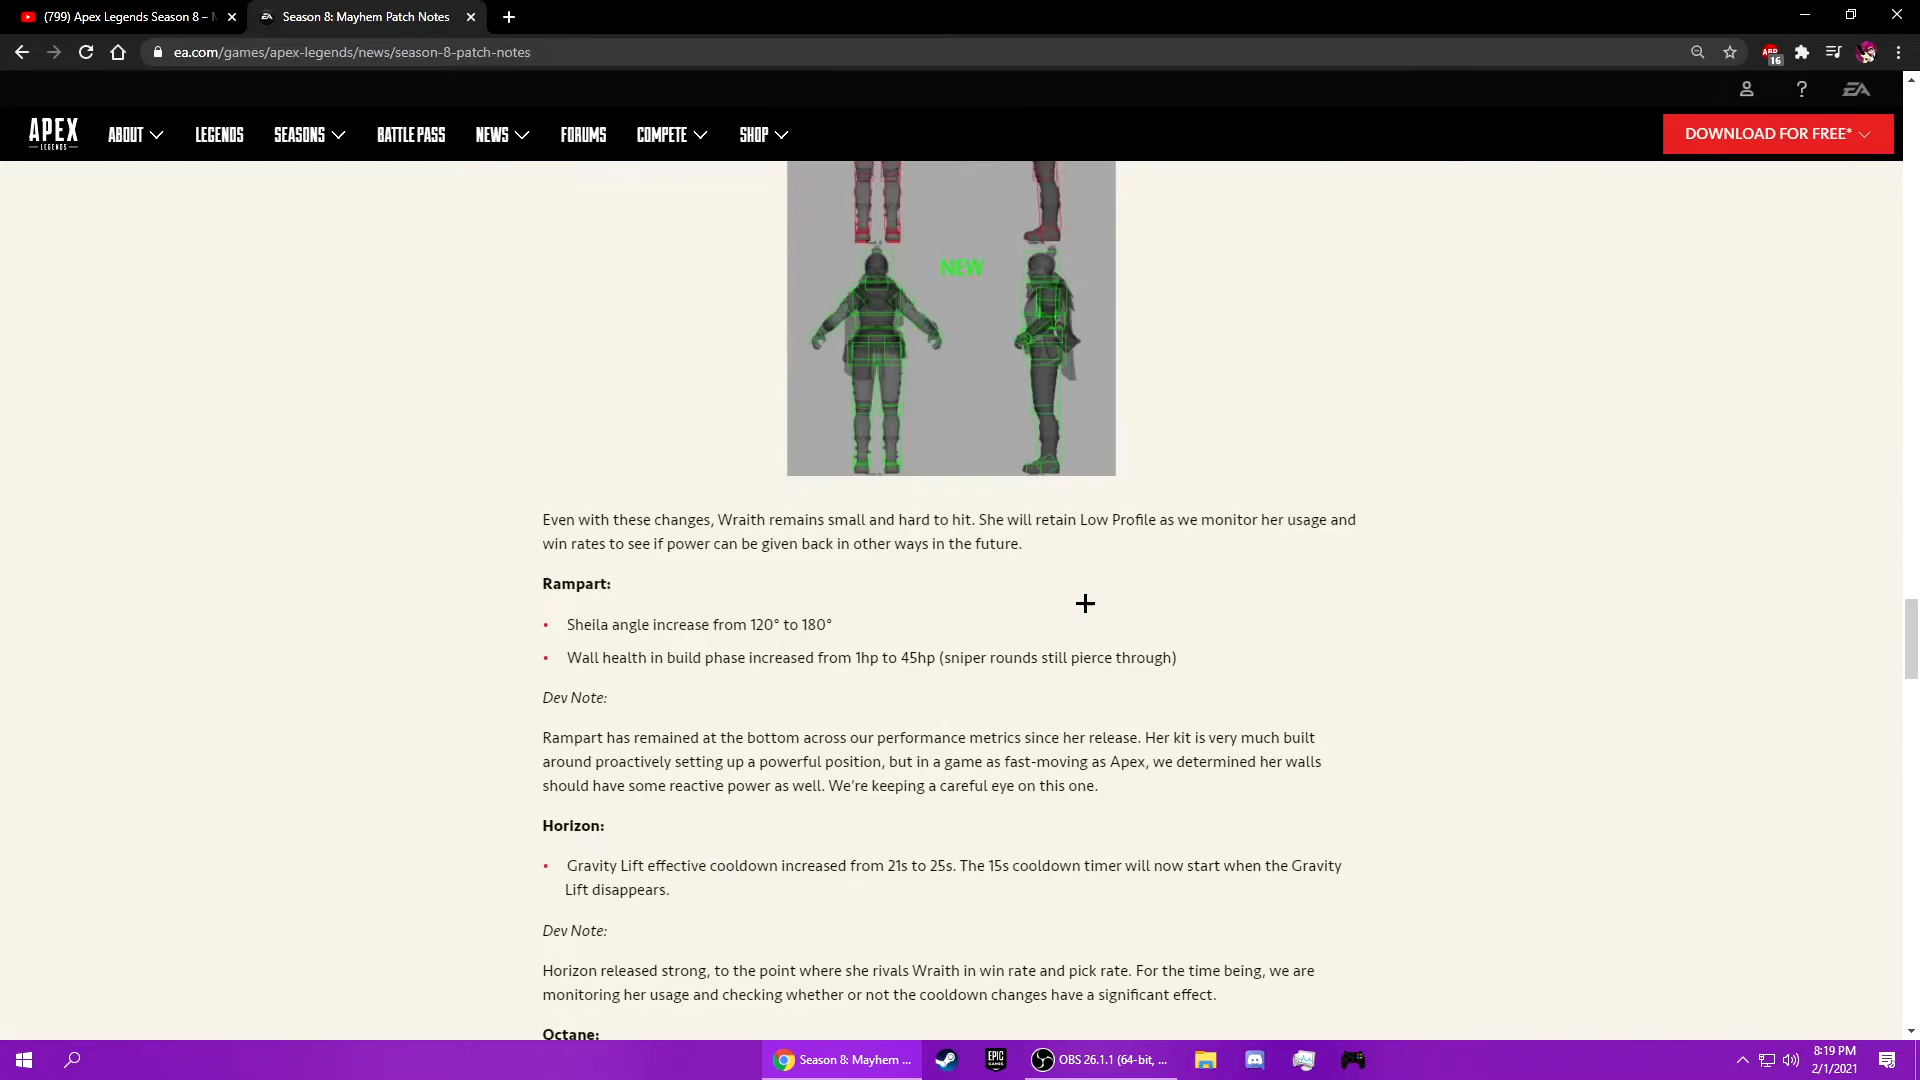 (799) Apex Legends Season 8 –
Season 8: Mayhem Patch Notes
ea.com/games/apex-legends/news/season-8-patch-notes
ABP
16
EA
APEX
LEGENDS
ABOUT
LEGENDS
SEASONS
BATTLE PASS
NEWS
FORUMS
COMPETE
SHOP
DOWNLOAD FOR FREE*
NEW
Even with these changes, Wraith remains small and hard to hit. She will retain Low Profile as we monitor her usage and
win rates to see if power can be given back in other ways in the future.
Rampart:
• Sheila angle increase from 120° to 180°
• Wall health in build phase increased from 1hp to 45hp (sniper rounds still pierce through)
Dev Note:
Rampart has remained at the bottom across our performance metrics since her release. Her kit is very much built
around proactively setting up a powerful position, but in a game as fast-moving as Apex, we determined her walls
should have some reactive power as well. We’re keeping a careful eye on this one.
Horizon:
• Gravity Lift effective cooldown increased from 21s to 25s. The 15s cooldown timer will now start when the Gravity
Lift disappears.
Dev Note:
Horizon released strong, to the point where she rivals Wraith in win rate and pick rate. For the time being, we are
monitoring her usage and checking whether or not the cooldown changes have a significant effect.
Octane:
Season 8: Mayhem ...
EPIC
GAMES
OBS 26.1.1 (64-bit, ...
8:19 PM
2/1/2021